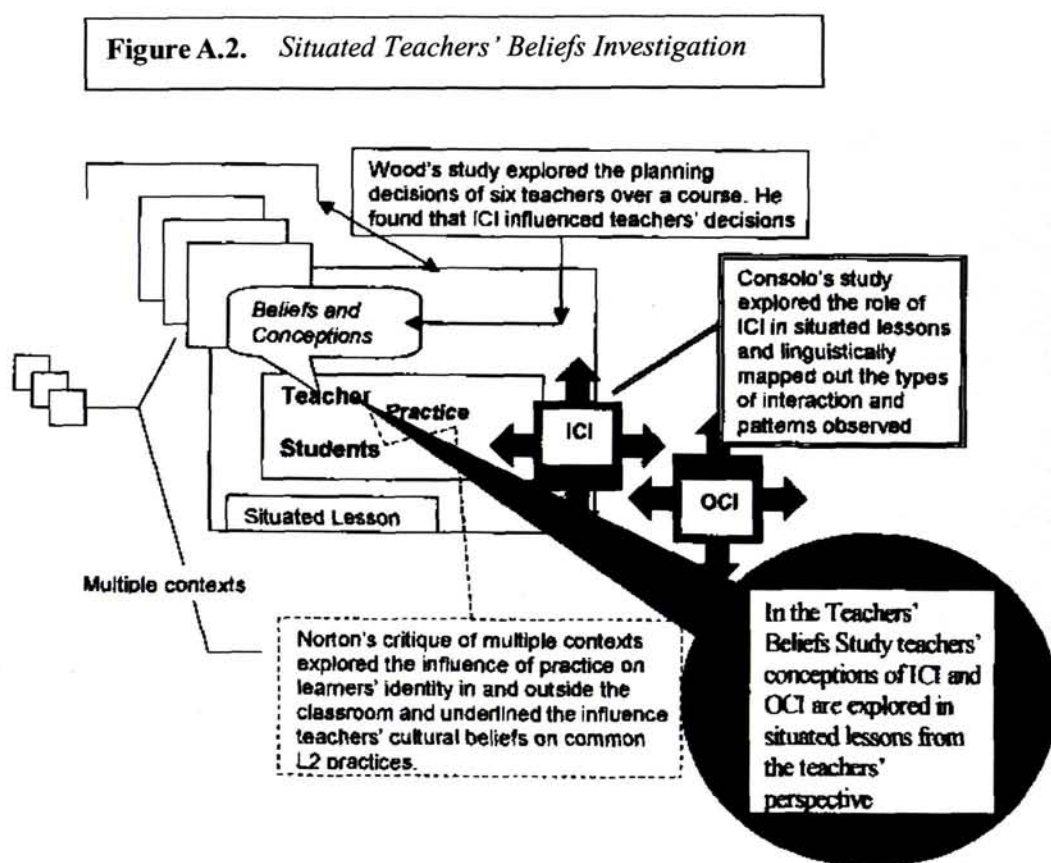 Figure A.2. Situated Teachers' Beliefs Investigation
Wood's study explored the planning
decisions of six teachers over a course. He
found that ICI influenced teachers' decisions
Consolo's study
explored the role of
ICI in situated lessons
and linguistically
mapped out the types
of interaction and
patterns observed
Beliefs and
Conceptions
Teacher
Practice
Students
ICI
OCI
Situated Lesson
Multiple contexts
Norton's critique of multiple contexts
explored the influence of practice on
learners' identity in and outside the
classroom and underlined the influence
teachers' cultural beliefs on common
L2 practices.
In the Teachers'
Beliefs Study teachers'
conceptions of ICI and
OCI are explored in
situated lessons from
the teachers'
perspective